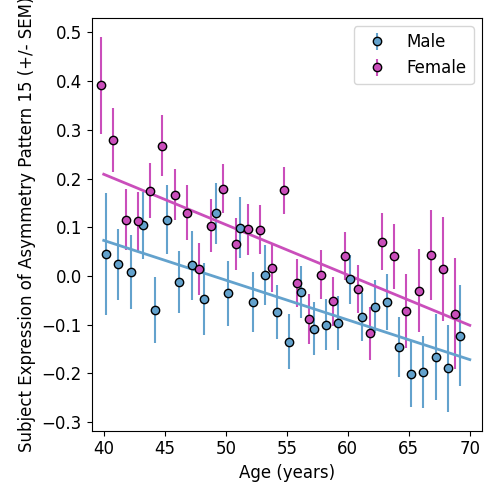 Subject Expression of Asymmetry Pattern 15 (+/- SEM)
0.5
0.4
0.3
0.2
0.1
0.0
−0.1
−0.2
−0.3
Male
Female
40 45 50 55 60 65 70
Age (years)